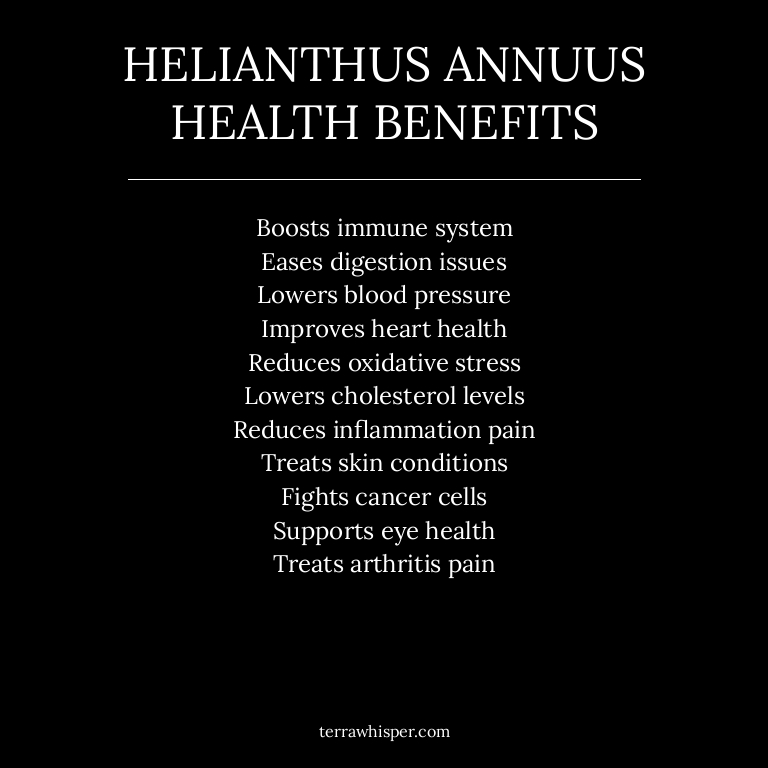 HELIANTHUS ANNUUS
HEALTH BENEFITS
Boosts immune system
Eases digestion issues
Lowers blood pressure
Improves heart health
Reduces oxidative stress
Lowers cholesterol levels
Reduces inflammation pain
Treats skin conditions
Fights cancer cells
Supports eye health
Treats arthritis pain
terrawhisper.com